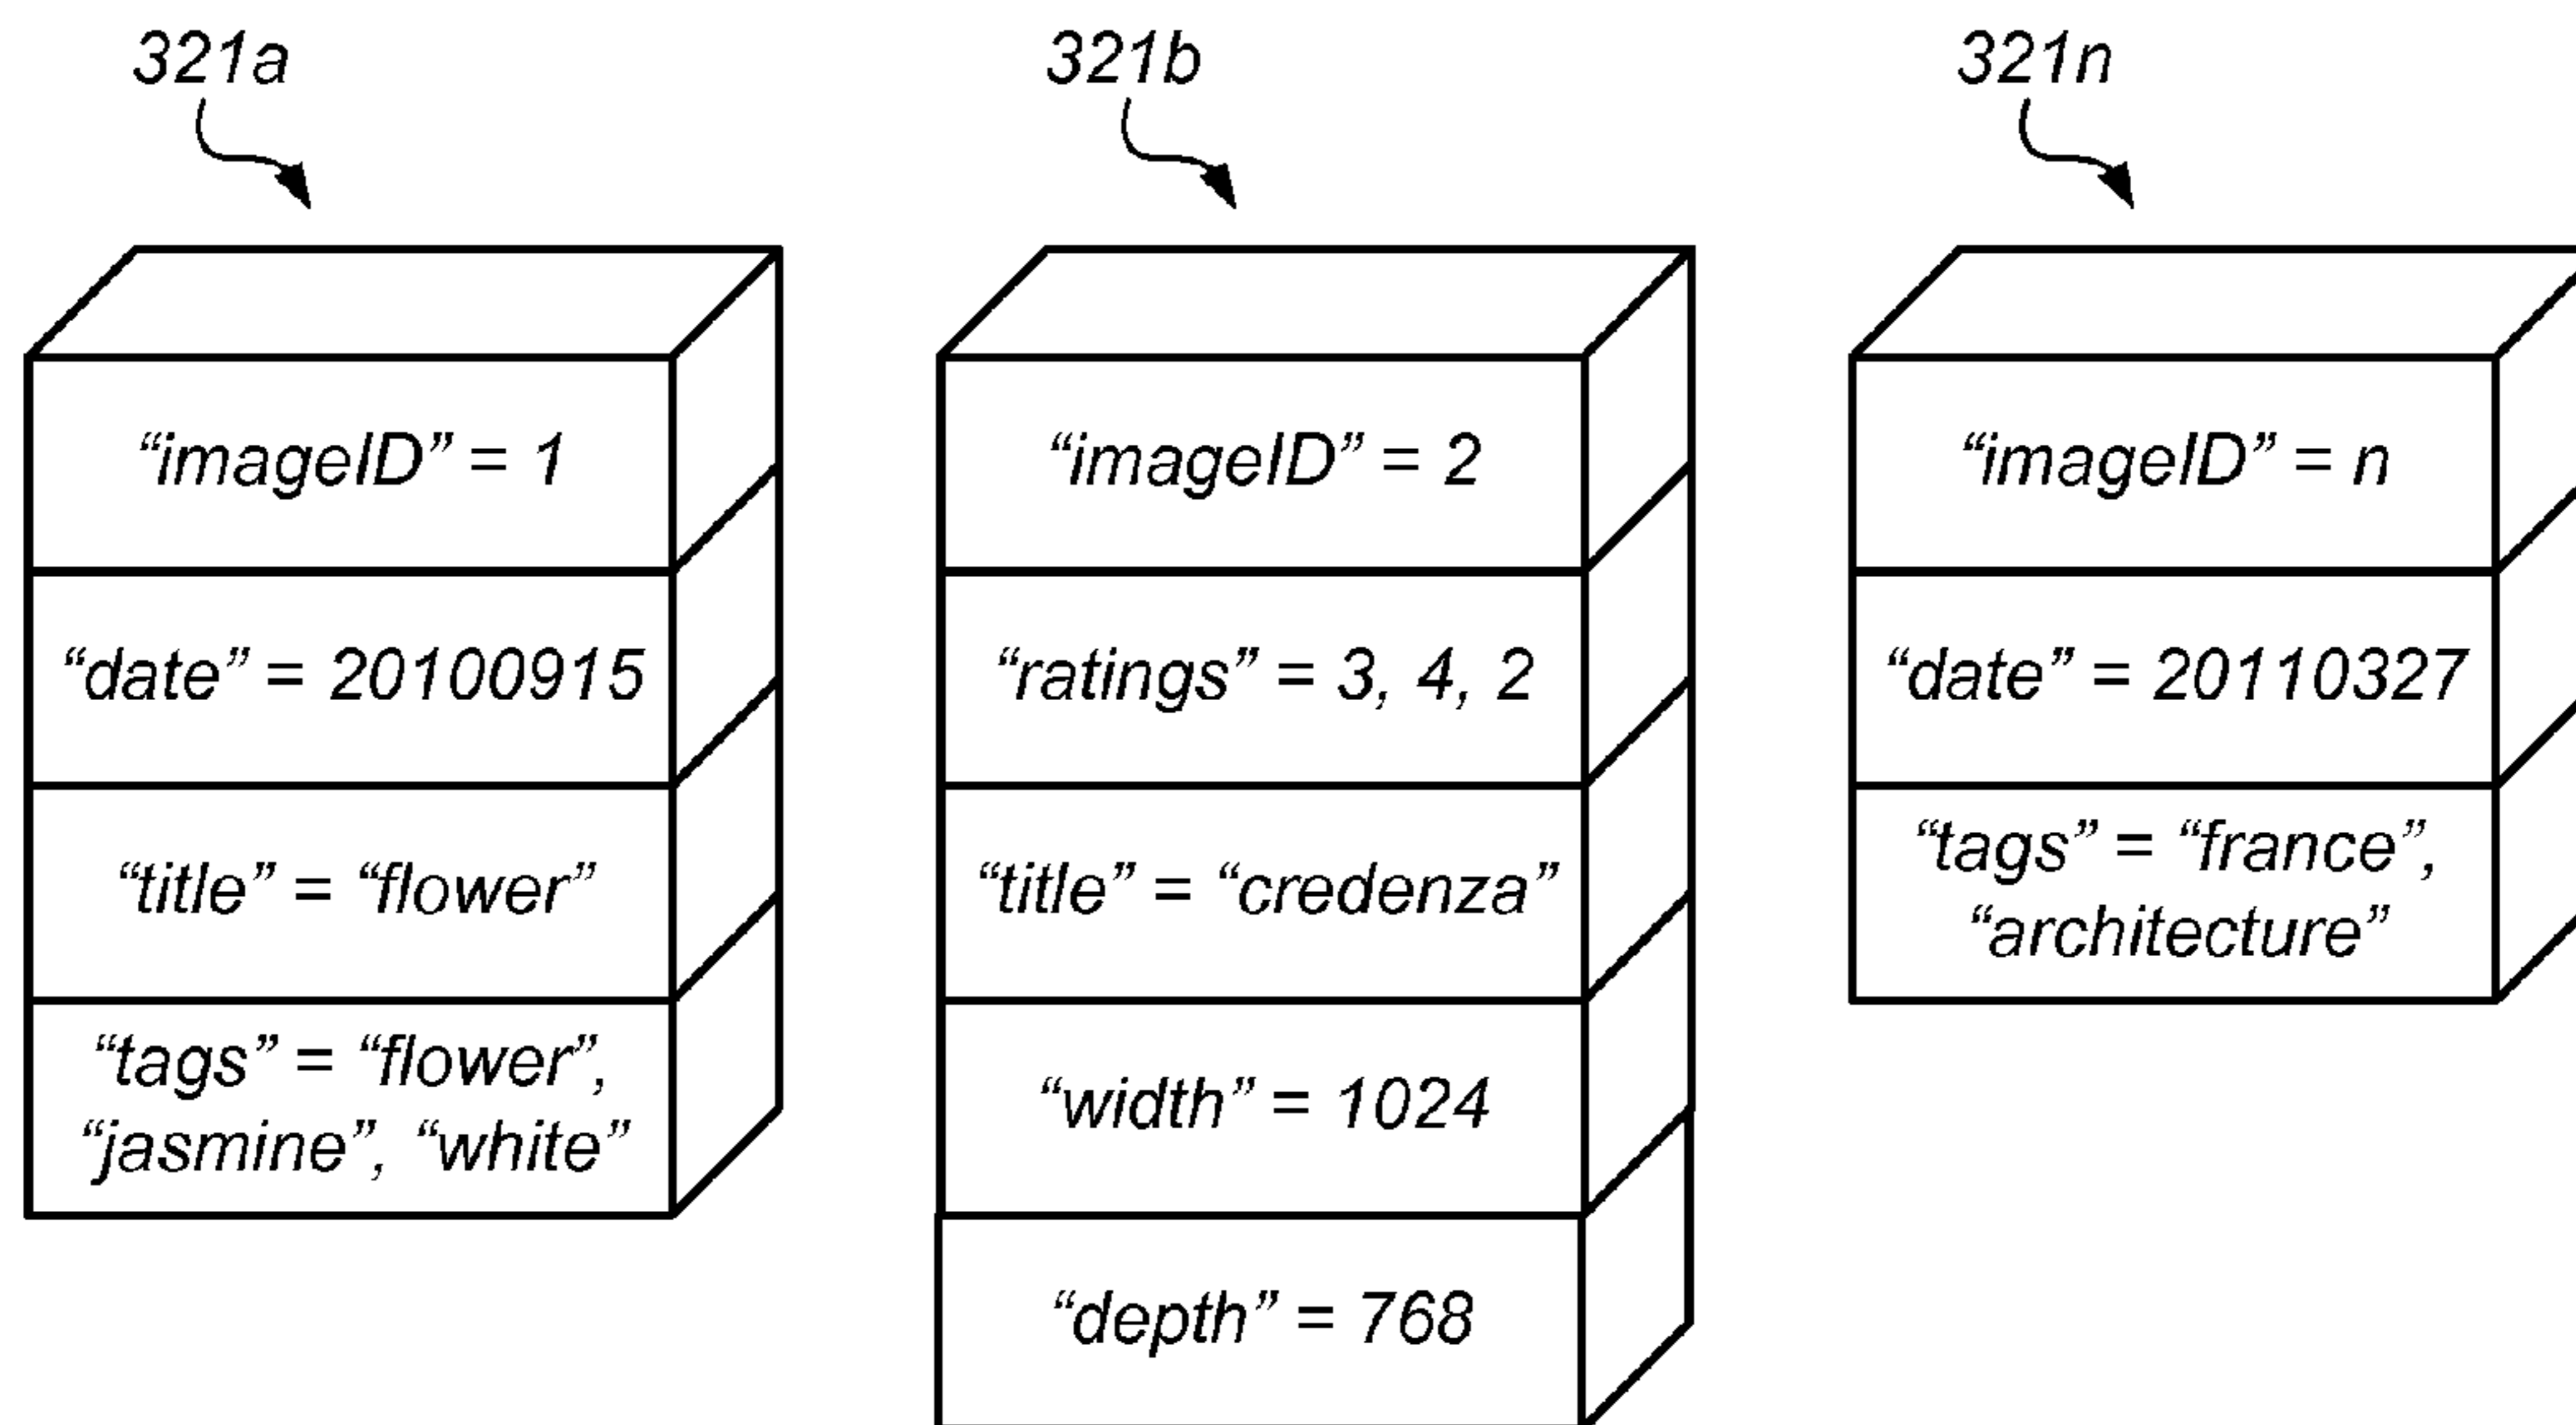 321a
“imageID” = 1
“date” = 20100915
“title” = “flower”
“tags” = “flower”,
“jasmine”, “white”
321b
“imageID” = 2
“ratings” = 3, 4, 2
“title” = “credenza”
“width” = 1024
“depth” = 768
321n
“imageID” = n
“date” = 20110327
“tags” = “france”,
“architecture”